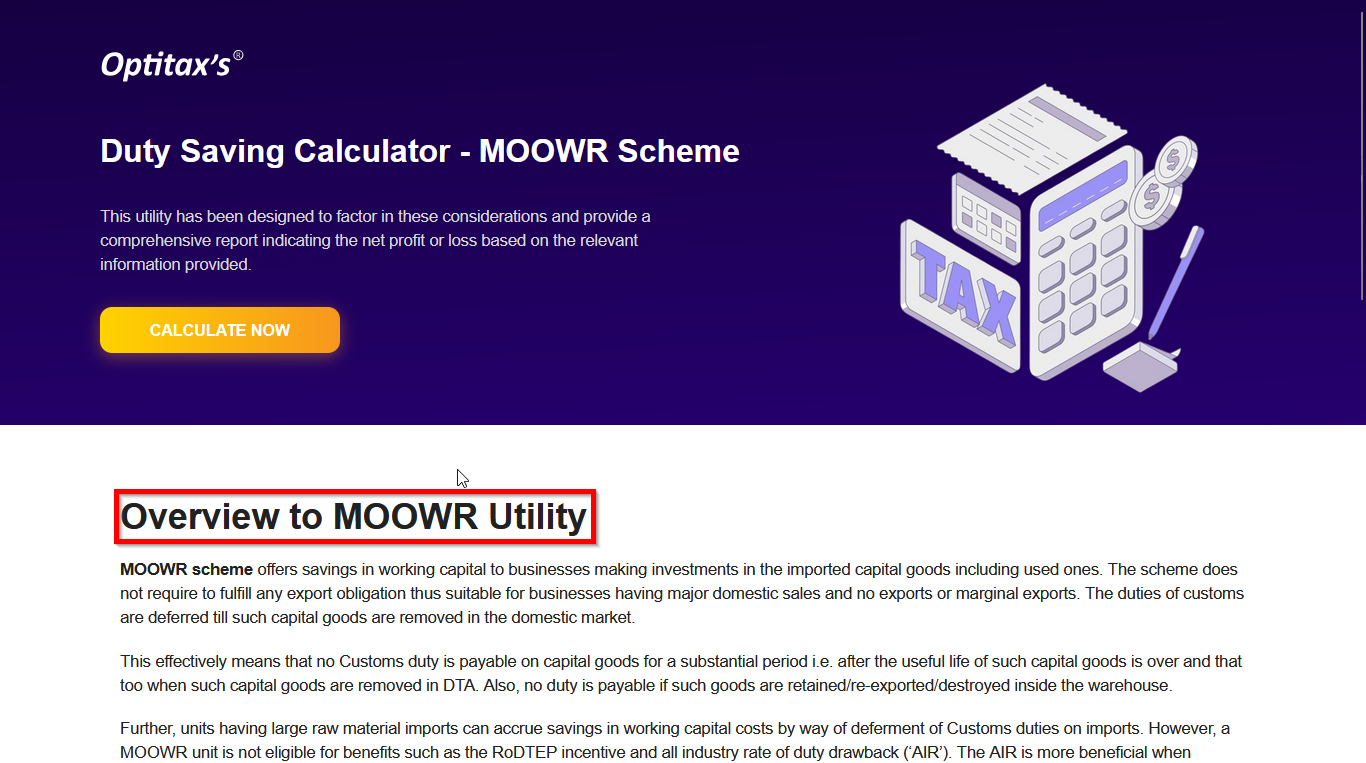 Optitax's®
Duty Saving Calculator - MOOWR Scheme
This utility has been designed to factor in these considerations and provide a
comprehensive report indicating the net profit or loss based on the relevant
information provided.
CALCULATE NOW
TAX
$
$
Overview to MOOWR Utility
MOOWR scheme offers savings in working capital to businesses making investments in the imported capital goods including used ones. The scheme does
not require to fulfill any export obligation thus suitable for businesses having major domestic sales and no exports or marginal exports. The duties of customs
are deferred till such capital goods are removed in the domestic market.
This effectively means that no Customs duty is payable on capital goods for a substantial period i.e. after the useful life of such capital goods is over and that
too when such capital goods are removed in DTA. Also, no duty is payable if such goods are retained/re-exported/destroyed inside the warehouse.
Further, units having large raw material imports can accrue savings in working capital costs by way of deferment of Customs duties on imports. However, a
MOOWR unit is not eligible for benefits such as the RoDTEP incentive and all industry rate of duty drawback (‘AIR’). The AIR is more beneficial when